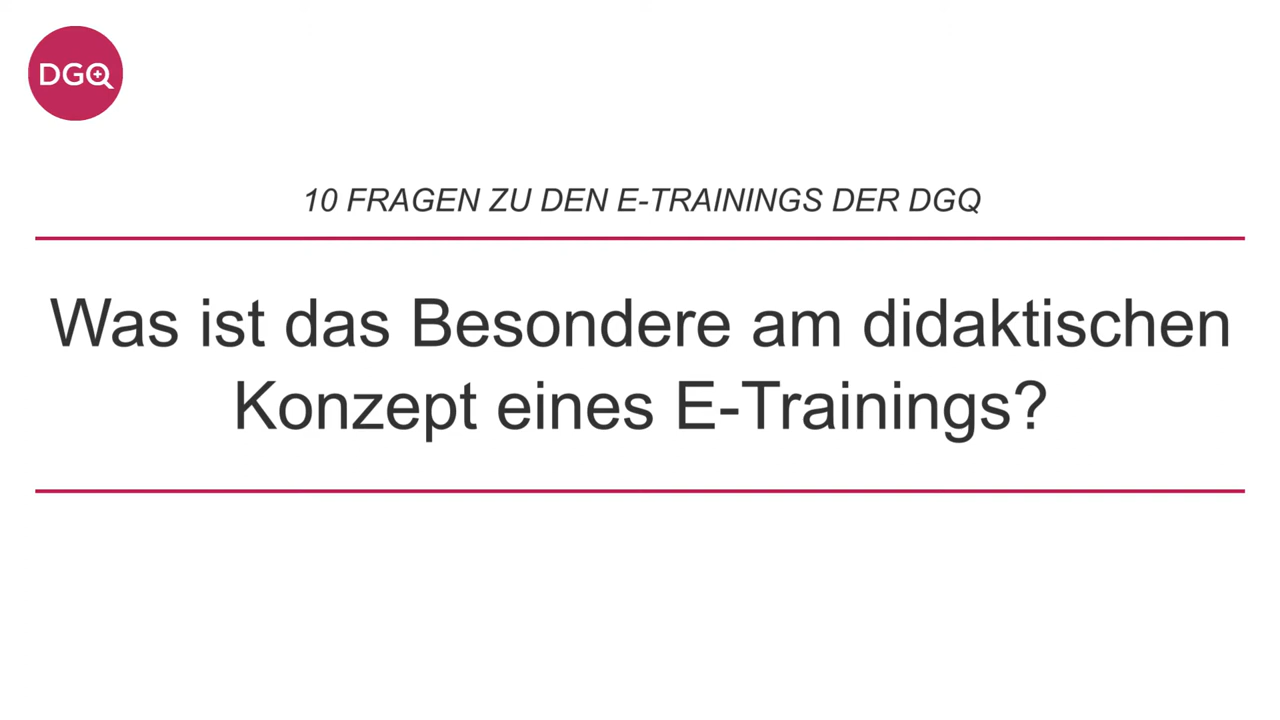 DGQ
10 FRAGEN ZU DEN E-TRAININGS DER DGQ
Was ist das Besondere am didaktischen
Konzept eines E-Trainings?